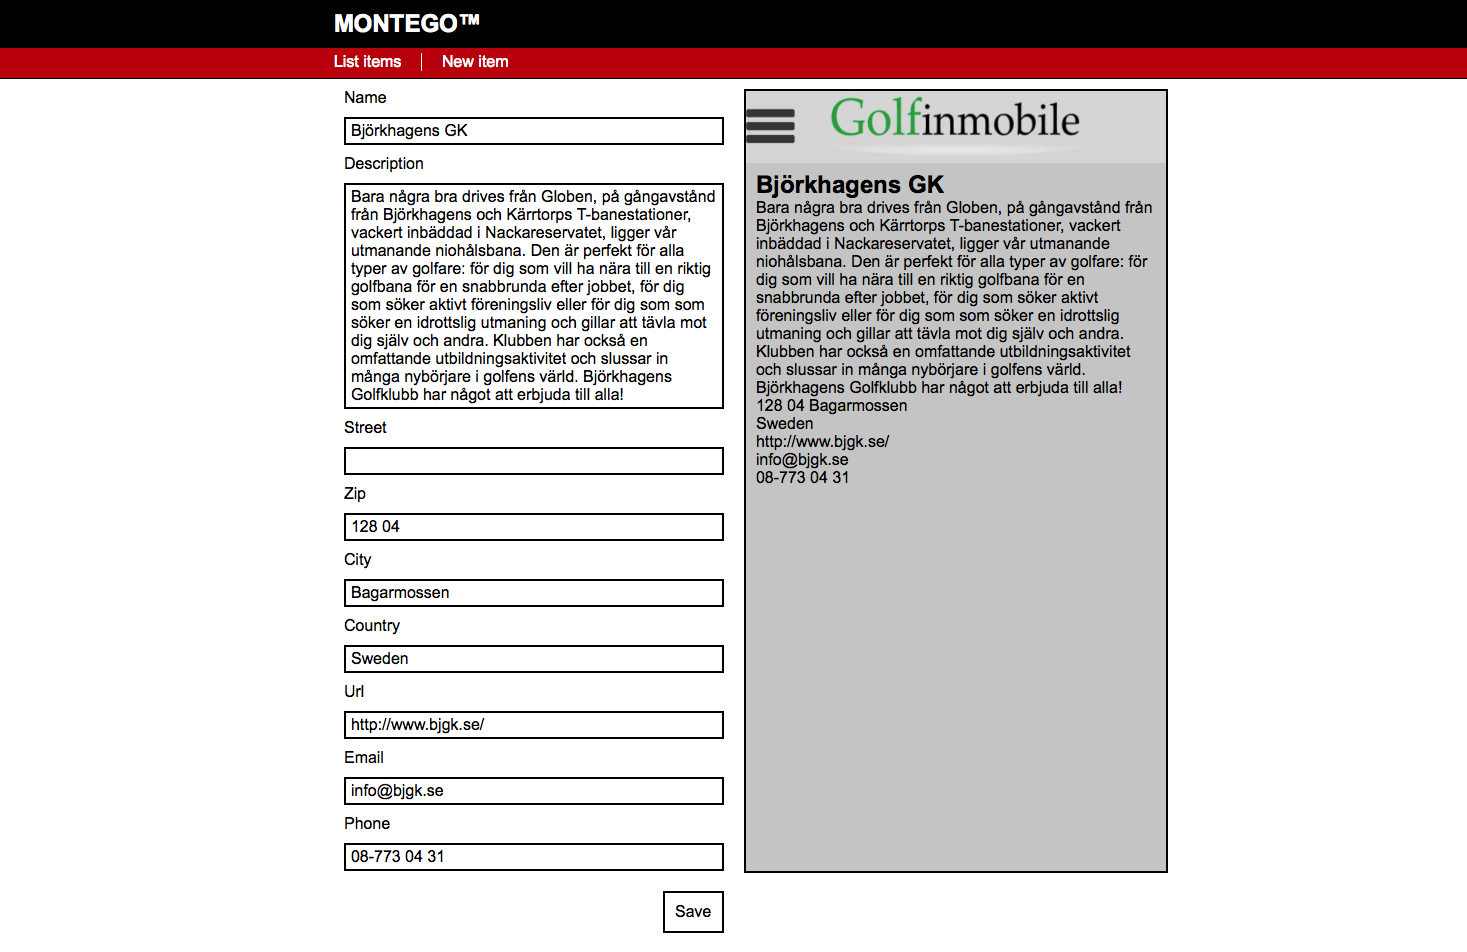 MONTEGO™
List items
New item
Name
Björkhagens GK
Description
Bara några bra drives från Globen, på gångavstånd
från Björkhagens och Kärrtorps T-banestationer,
vackert inbäddad i Nackareservatet, ligger vår
utmanande niohålsbana. Den är perfekt för alla
typer av golfare: för dig som vill ha nära till en riktig
golfbana för en snabbrunda efter jobbet, för dig
som söker aktivt föreningsliv eller för dig som som
söker en idrottslig utmaning och gillar att tävla mot
dig själv och andra. Klubben har också en
omfattande utbildningsaktivitet och slussar in
många nybörjare i golfens värld. Björkhagens
Golfklubb har något att erbjuda till alla!
Street
Zip
128 04
City
Bagarmossen
Country
Sweden
Url
http://www.bjgk.se/
Email
info@bjgk.se
Phone
08-773 04 31
Save
Golfinmobile
Björkhagens GK
Bara några bra drives från Globen, på gångavstånd från
Björkhagens och Kärrtorps T-banestationer, vackert
inbäddad i Nackareservatet, ligger vår utmanande
niohålsbana. Den är perfekt för alla typer av golfare: för
dig som vill ha nära till en riktig golfbana för en
snabbrunda efter jobbet, för dig som söker aktivt
föreningsliv eller för dig som som söker en idrottslig
utmaning och gillar att tävla mot dig själv och andra.
Klubben har också en omfattande utbildningsaktivitet
och slussar in många nybörjare i golfens värld.
Björkhagens Golfklubb har något att erbjuda till alla!
128 04 Bagarmossen
Sweden
http://www.bjgk.se/
info@bjgk.se
08-773 04 31